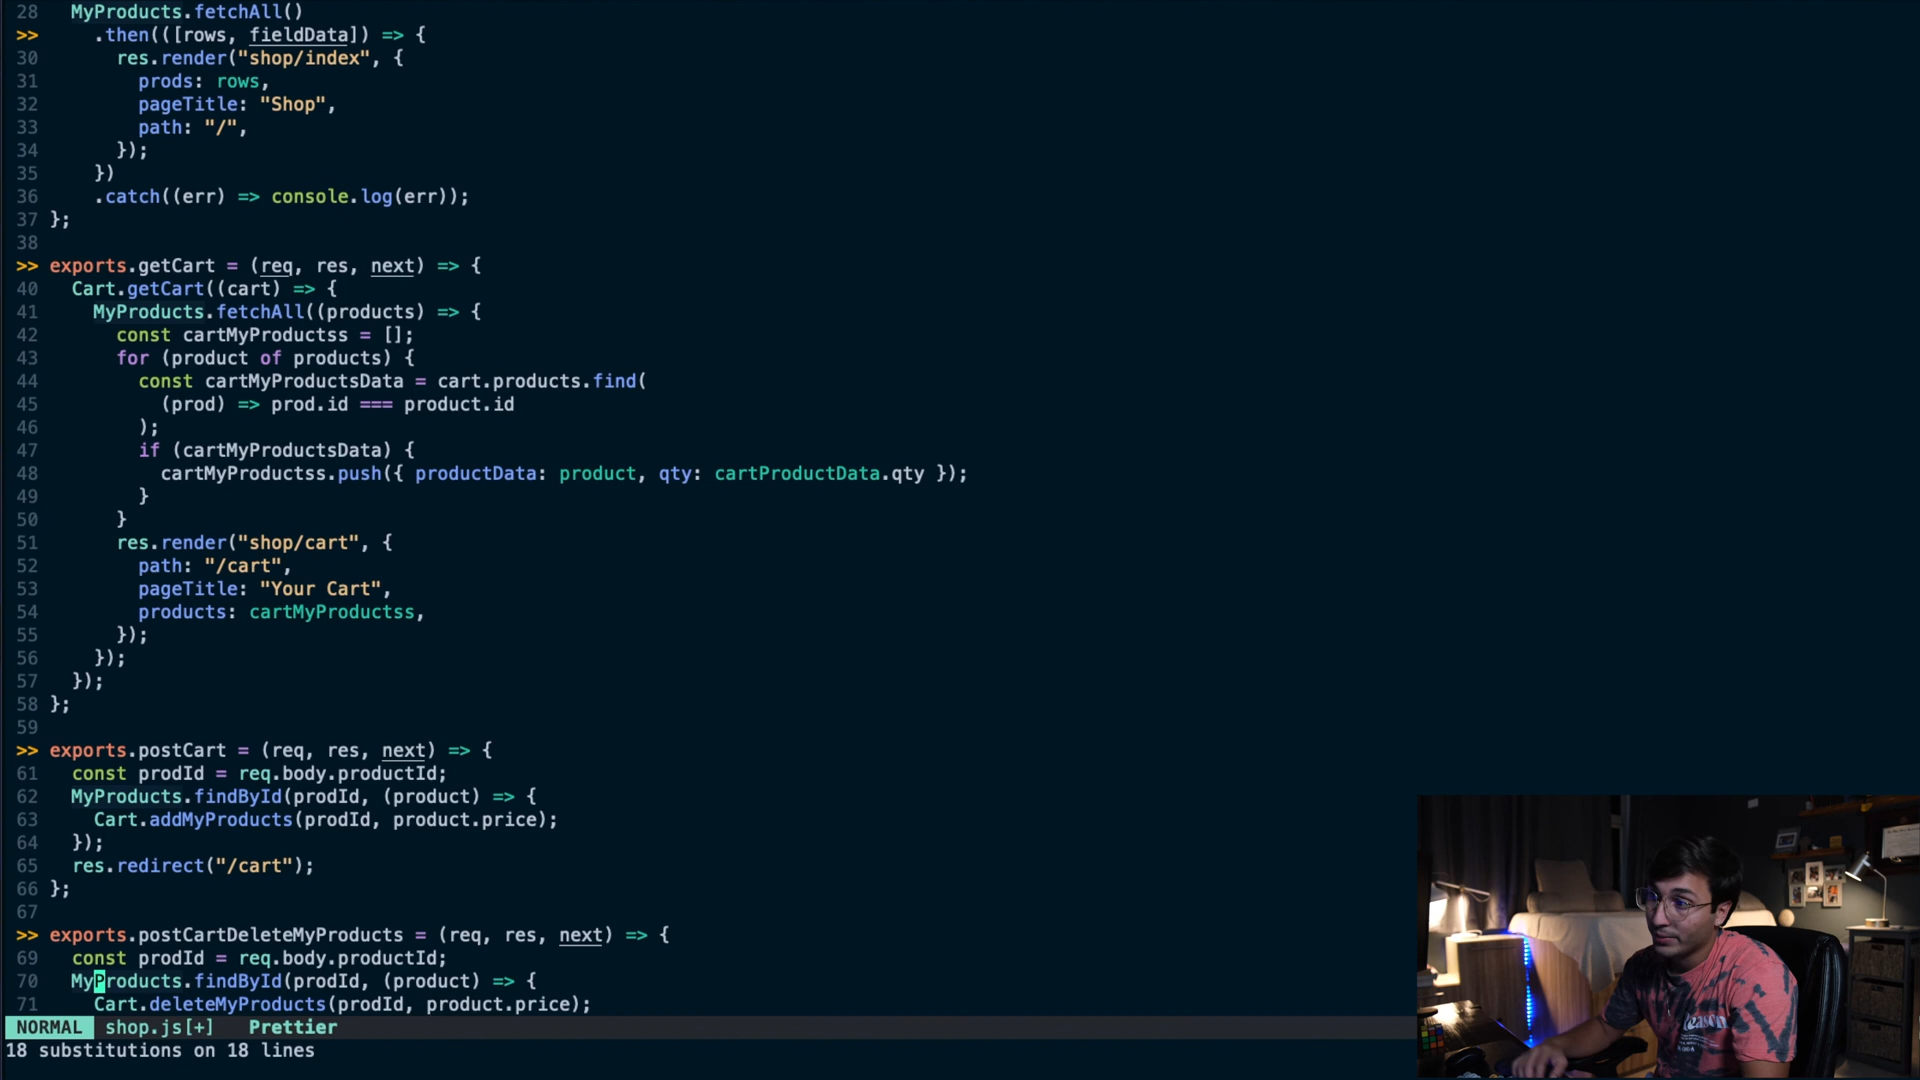 28 MyProducts.fetchAll()
>> .then(([rows, fieldData]) => {
30 res.render("shop/index", {
31 prods: rows,
32 pageTitle: "Shop",
33 path: "/",
34 });
35 })
36 .catch((err) => console.log(err));
37 };
38
>> exports.getCart = (req, res, next) => {
40 Cart.getCart((cart) => {
41 MyProducts.fetchAll((products) => {
42 const cartMyProductss = [];
43 for (product of products) {
44 const cartMyProductsData = cart.products.find(
45 (prod) => prod.id === product.id
46 );
47 if (cartMyProductsData) {
48 cartMyProductss.push({ productData: product, qty: cartProductData.qty });
49 }
50 }
51 res.render("shop/cart", {
52 path: "/cart",
53 pageTitle: "Your Cart",
54 products: cartMyProductss,
55 });
56 });
57 });
58 };
59
>> exports.postCart = (req, res, next) => {
61 const prodId = req.body.productId;
62 MyProducts.findById(prodId, (product) => {
63 Cart.addMyProducts(prodId, product.price);
64 });
65 res.redirect("/cart");
66 };
67
>> exports.postCartDeleteMyProducts = (req, res, next) => {
69 const prodId = req.body.productId;
70 MyProducts.findById(prodId, (product) => {
71 Cart.deleteMyProducts(prodId, product.price);
NORMAL shop.js[+] Prettier
18 substitutions on 18 lines